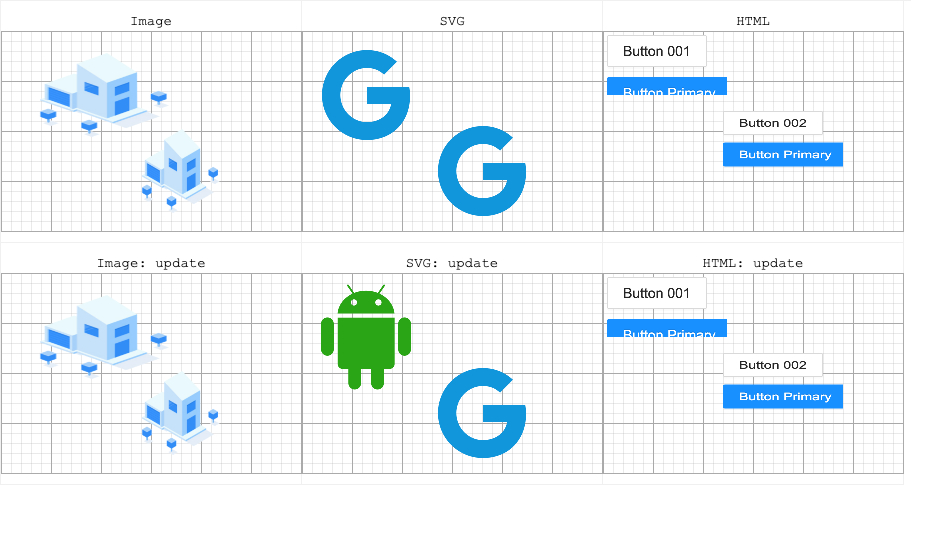 Image
SVG
HTML
Button 001
Button Primary
Button 002
Button Primary
Image: update
SVG: update
HTML: update
Button 001
Button Primary
Button 002
Button Primary